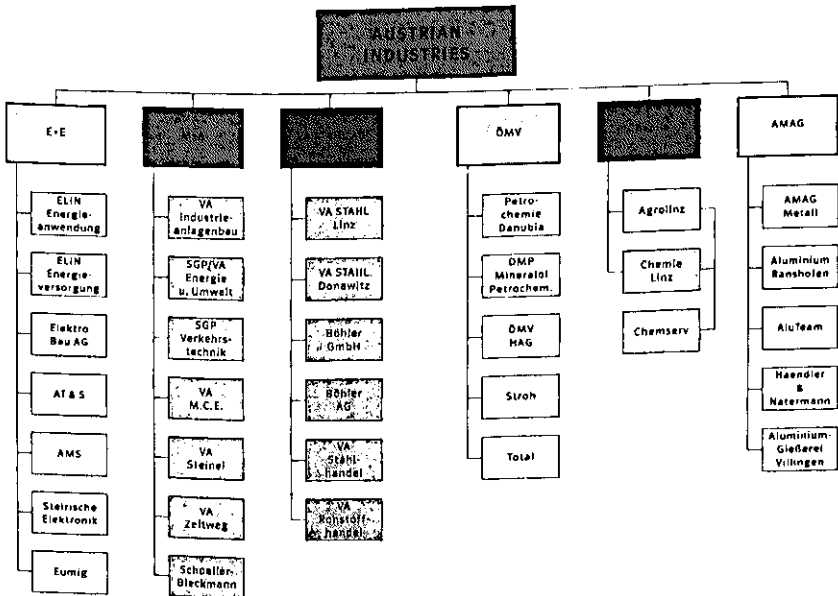 AUSTRIAN
INDUSTRIES
E+E
ÖMV
AMAG
ELIN
Energie-
anwendung
ELIN
Energie-
versorgung
Elektro
Bau AG
AT & S
AMS
Steirische
Elektronik
Eumig
VA
Industrie-
anlagenbau
SGP/VA
Energie
u. Umwelt
SGP
Verkehrs-
technik
VA
M.C.E.
VA
Steinel
VA
Zeltweg
Schoeller-
Bleckmann
VA STAHL
Linz
VA STAHL
Donawitz
Böhler
GmbH
Böhler
AG
VA
Stahl-
handel
VA
Rohstoff-
handel
Petro-
chemie
Danubia
ÖMP
Mineralöl
Petrochem.
ÖMV
HAG
Stroh
Total
Agrolinz
Chemie
Linz
Chemserv
AMAG
Metall
Aluminium
Ranshofen
AluTeam
Haendler
&
Natermann
Aluminium-
Gießerei
Villingen